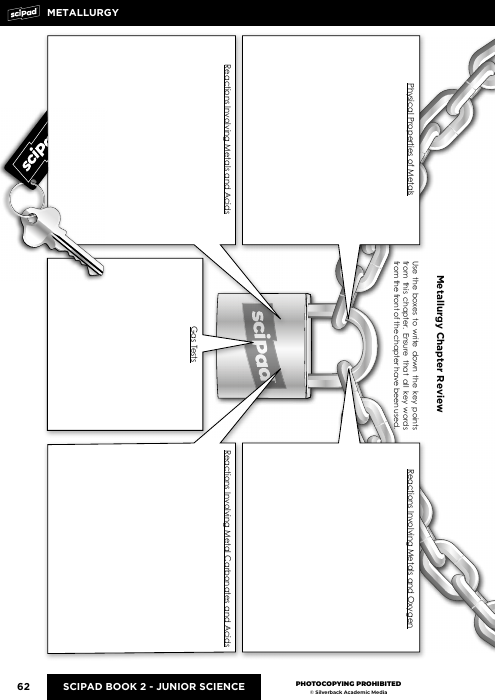 scipad METALLURGY
Metallurgy Chapter Review
Use the boxes to write down the key points
from this chapter. Ensure that all key words
from the front of the chapter have been used.
Physical Properties of Metals
Reactions Involving Metals and Oxygen
Reactions Involving Metals and Acids
Gas Tests
Reactions Involving Metal Carbonates and Acids
scipad
scipa
62
SCIPAD BOOK 2 - JUNIOR SCIENCE
PHOTOCOPYING PROHIBITED
© Silverback Academic Media